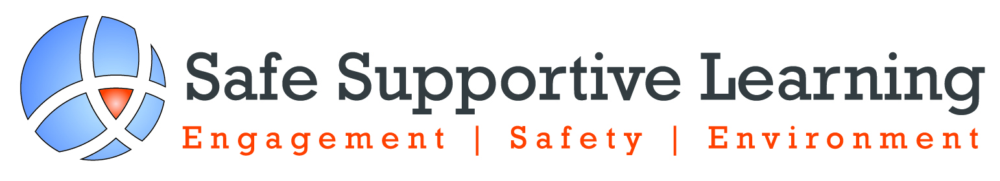 Safe Supportive Learning
Engagement | Safety | Environment